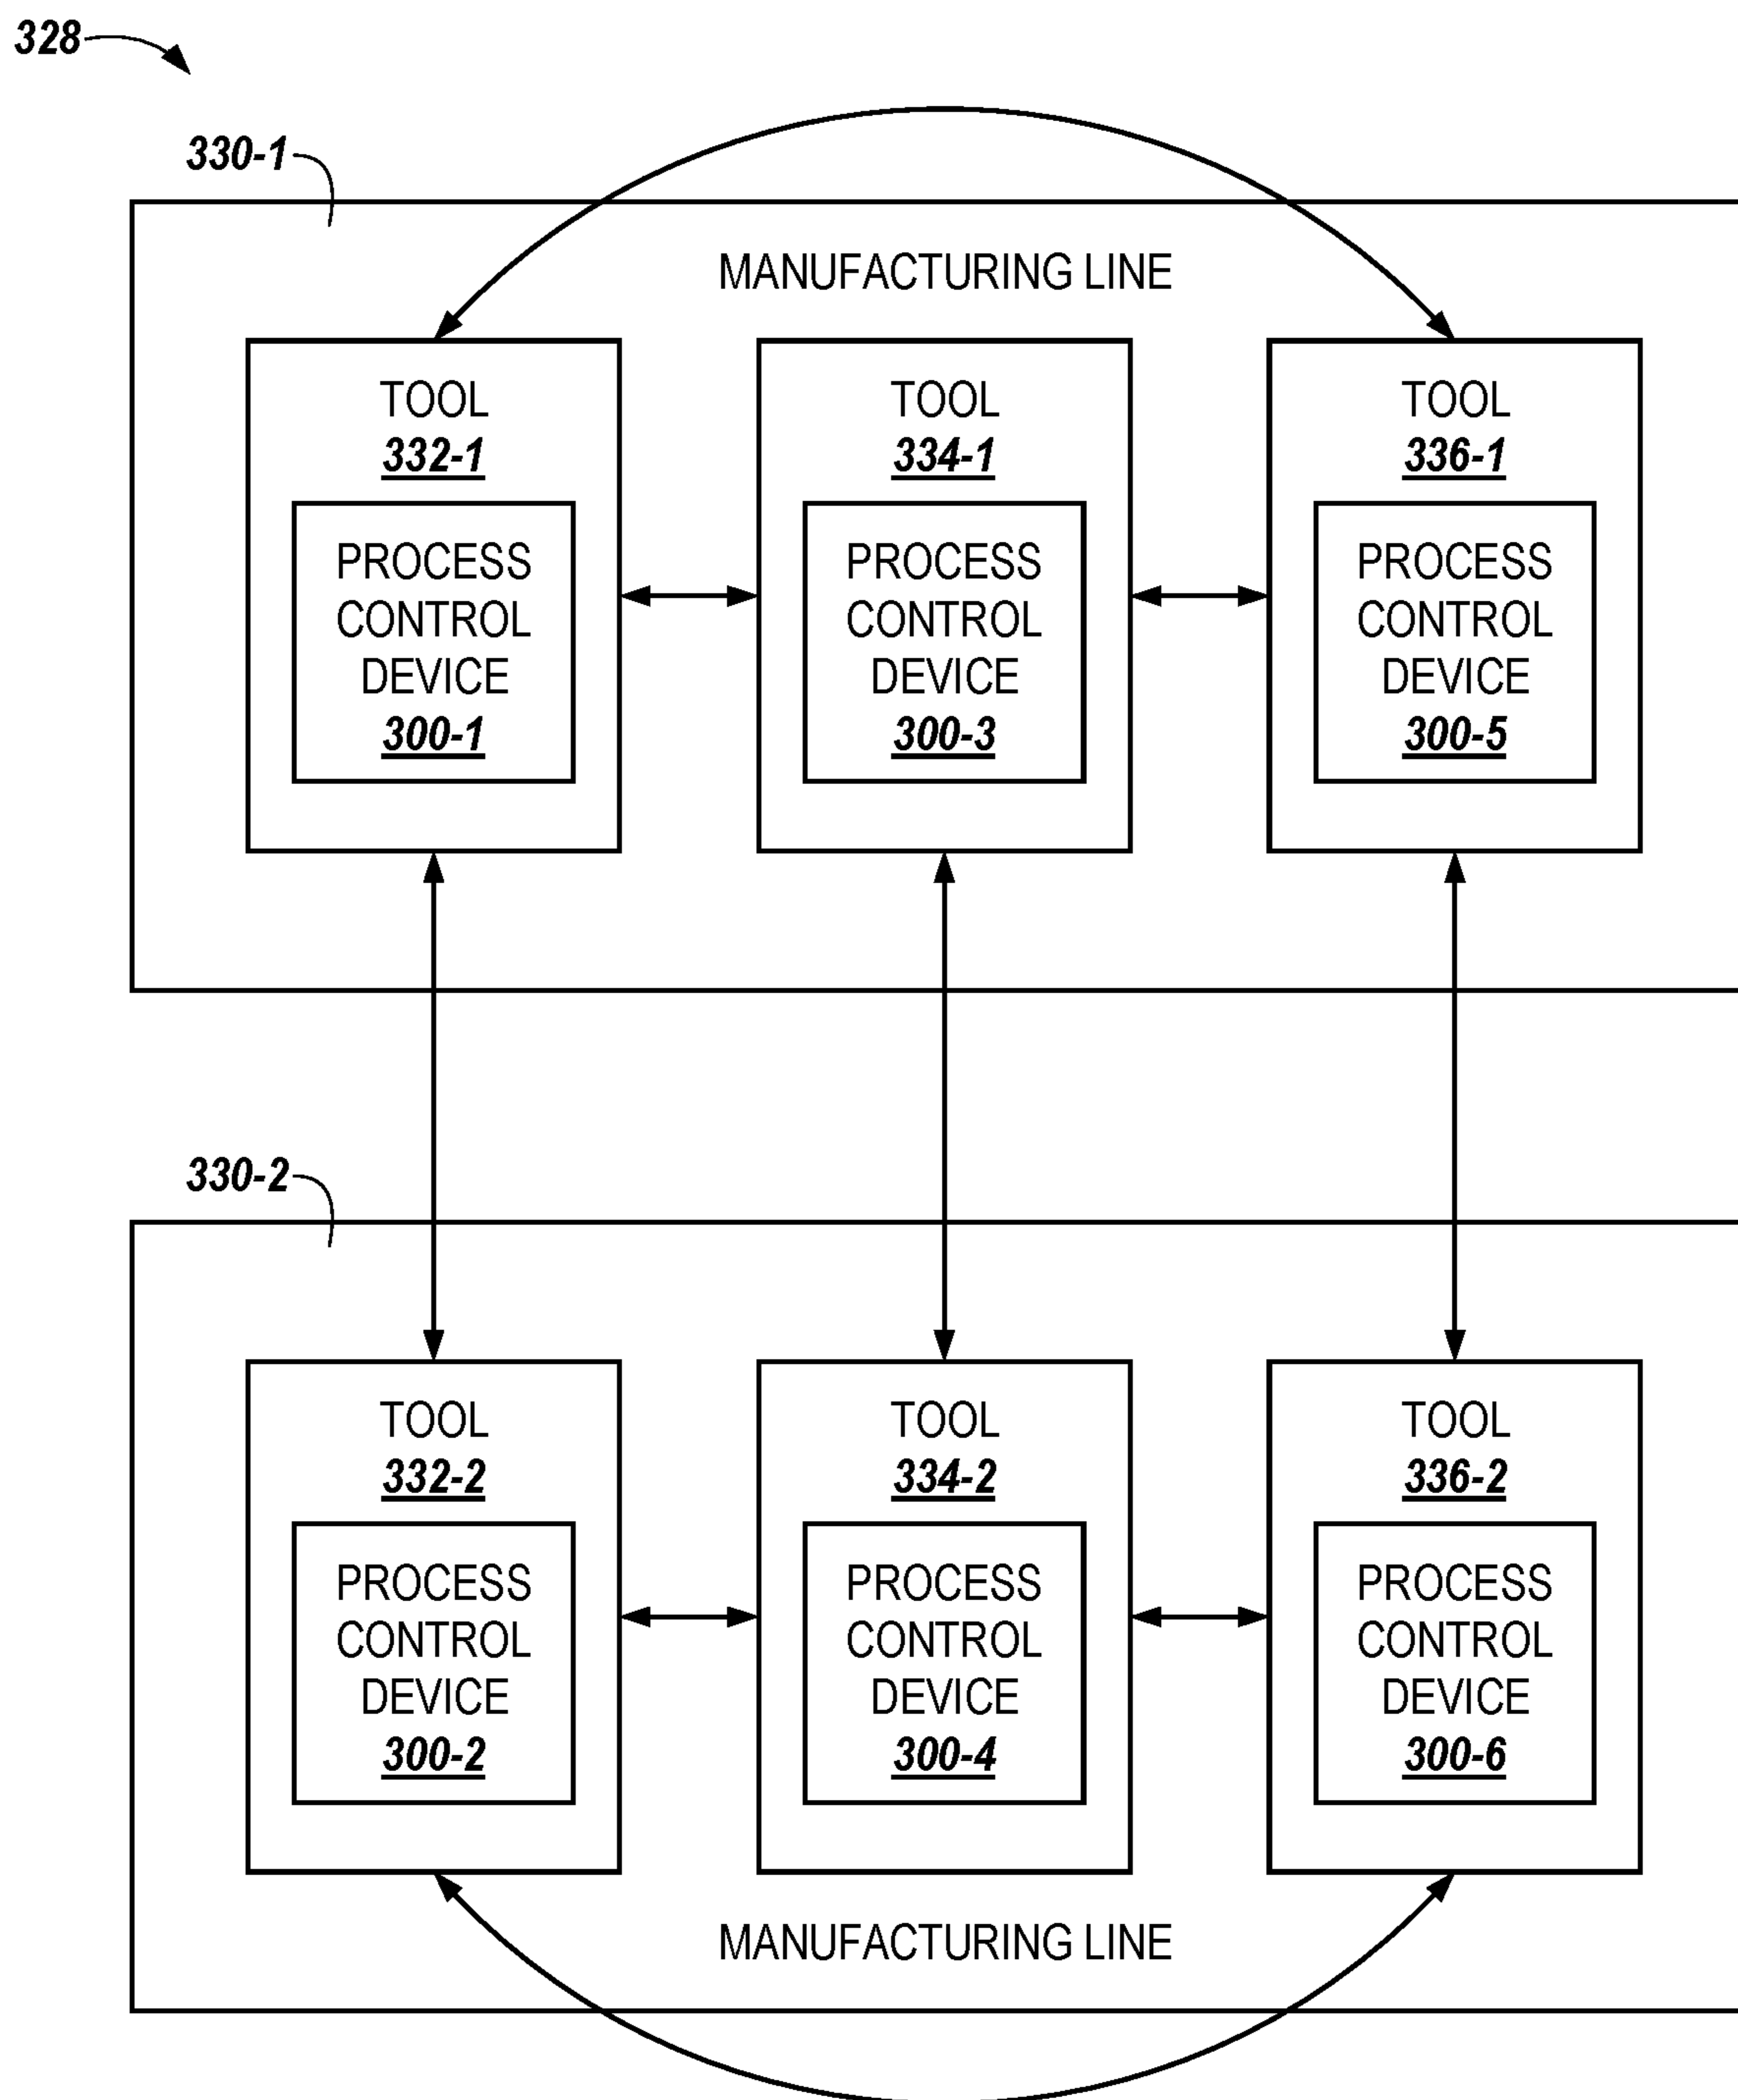 328
330-1
MANUFACTURING LINE
TOOL
332-1
PROCESS
CONTROL
DEVICE
300-1
TOOL
334-1
PROCESS
CONTROL
DEVICE
300-3
TOOL
336-1
PROCESS
CONTROL
DEVICE
300-5
330-2
TOOL
332-2
PROCESS
CONTROL
DEVICE
300-2
TOOL
334-2
PROCESS
CONTROL
DEVICE
300-4
TOOL
336-2
PROCESS
CONTROL
DEVICE
300-6
MANUFACTURING LINE